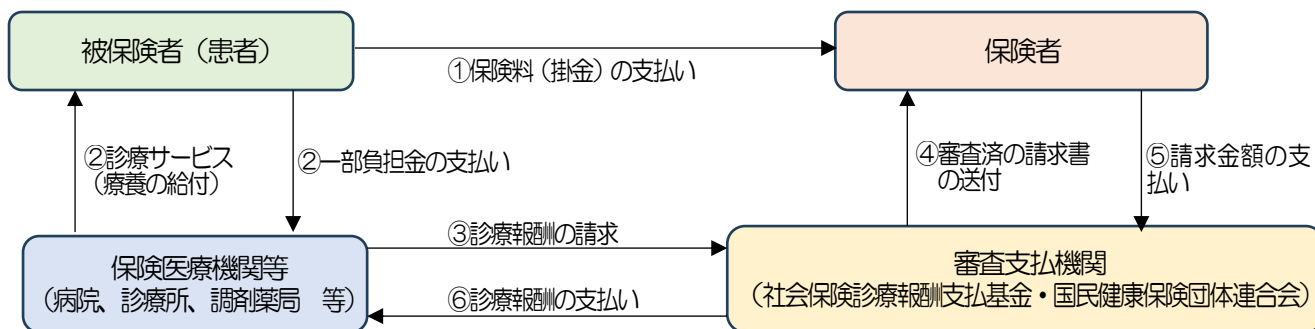 被保険者（患者）
保険者
①保険料（掛金）の支払い
②診療サービス
（療養の給付）
②一部負担金の支払い
④審査済の請求書
の送付
⑤請求金額の支
払い
③診療報酬の請求
保険医療機関等
（病院、診療所、調剤薬局　等）
審査支払機関
（社会保険診療報酬支払基金・国民健康保険団体連合会）
⑥診療報酬の支払い